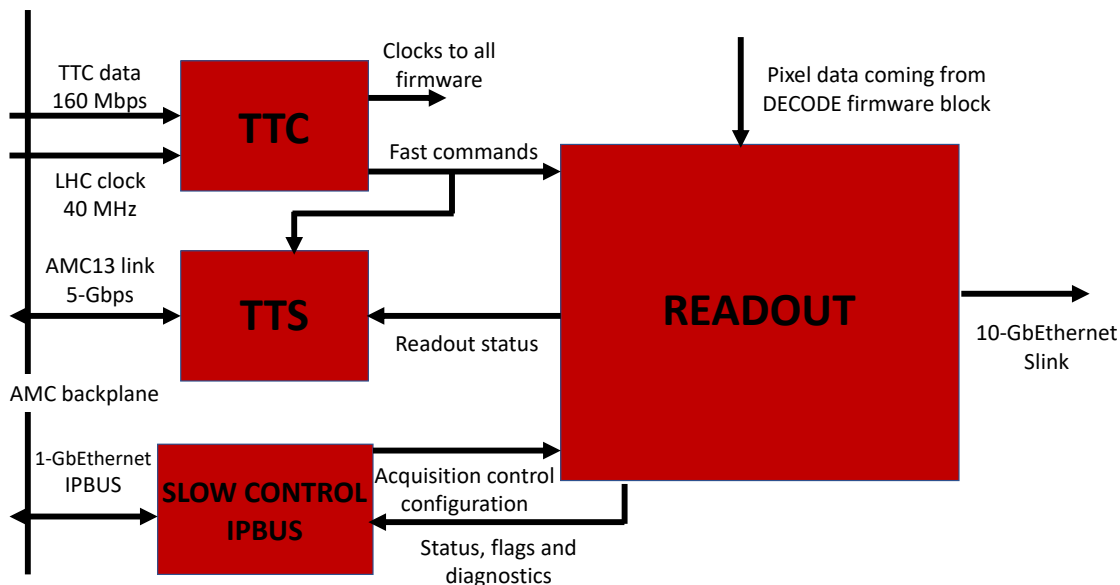 TTC data
160 Mbps
LHC clock
40 MHz
TTC
Clocks to all
firmware
Fast commands
Pixel data coming from
DECODE firmware block
AMC13 link
5-Gbps
TTS
Readout status
READOUT
10-GbEthernet
Slink
AMC backplane
1-GbEthernet
IPBUS
SLOW CONTROL
IPBUS
Acquisition control
configuration
Status, flags and
diagnostics